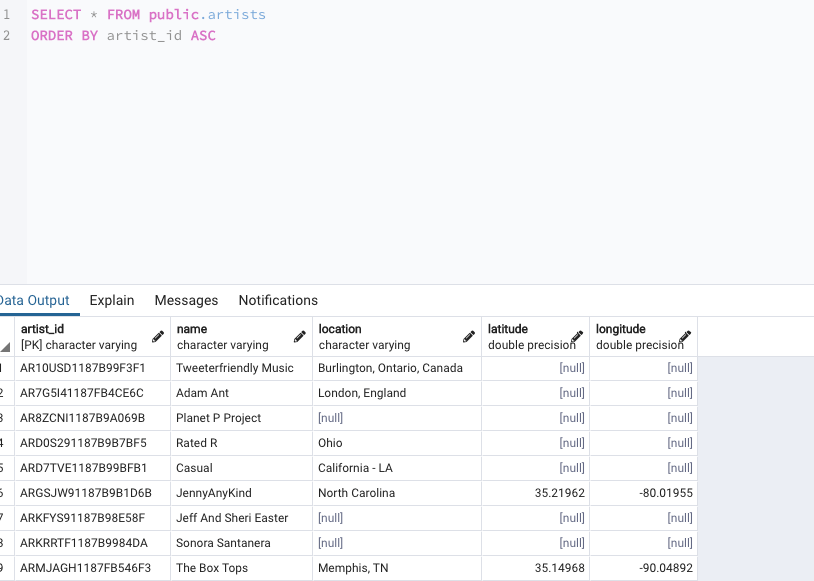 1 SELECT * FROM public.artists
2 ORDER BY artist_id ASC
Data Output Explain Messages Notifications
artist_id name location latitude longitude
[PK] character varying character varying character varying double precision double precision
1 AR10USD1187B99F3F1 Tweeterfriendly Music Burlington, Ontario, Canada [null] [null]
2 AR7G5I41187FB4CE6C Adam Ant London, England [null] [null]
3 AR8ZCNI1187B9A069B Planet P Project [null] [null] [null]
4 ARD0S291187B9B7BF5 Rated R Ohio [null] [null]
5 ARD7TVE1187B99BFB1 Casual California - LA [null] [null]
6 ARGSJW91187B9B1D6B JennyAnyKind North Carolina 35.21962 -80.01955
7 ARKFYS91187B98E58F Jeff And Sheri Easter [null] [null] [null]
8 ARKRRTF1187B9984DA Sonora Santanera [null] [null] [null]
9 ARMJAGH1187FB546F3 The Box Tops Memphis, TN 35.14968 -90.04892